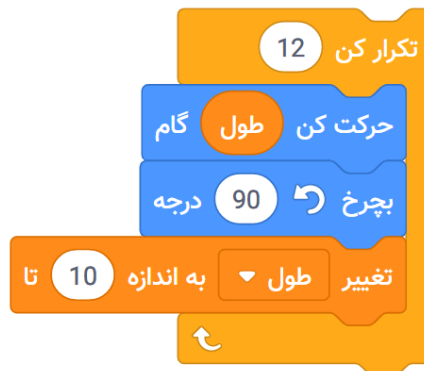 تکرار کن 12
حرکت کن طول گام
بچرخ 90 درجه
تغییر طول به اندازه 10 تا